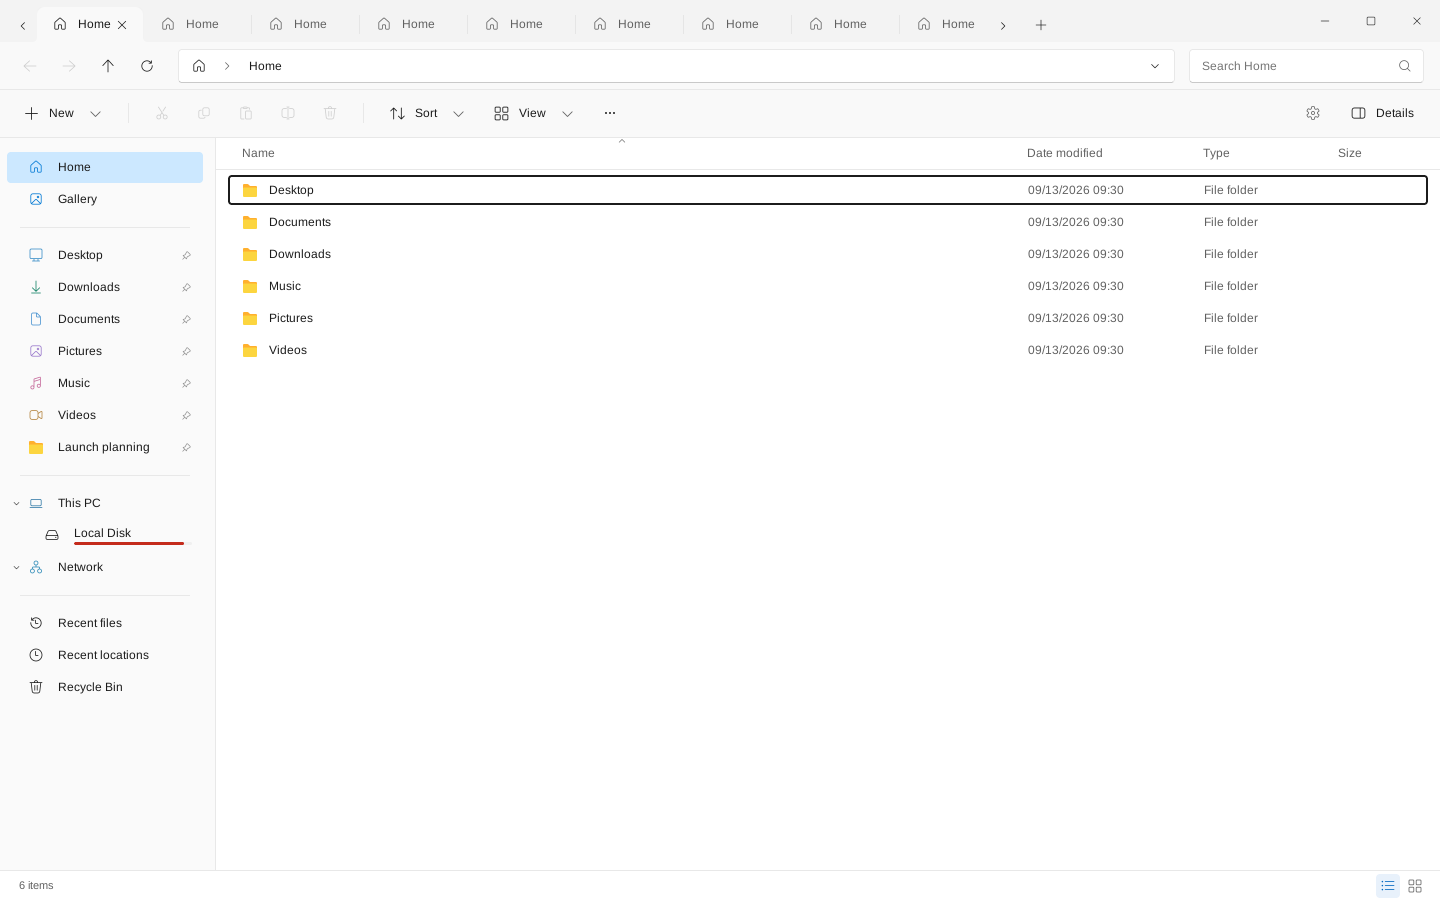 Home Home Home Home Home Home Home Home Home
Home Search Home
New Sort View Details
Home
Gallery
Desktop
Downloads
Documents
Pictures
Music
Videos
Launch planning
This PC
Local Disk
Network
Recent files
Recent locations
Recycle Bin
Name Date modified Type Size
Desktop 09/13/2026 09:30 File folder
Documents 09/13/2026 09:30 File folder
Downloads 09/13/2026 09:30 File folder
Music 09/13/2026 09:30 File folder
Pictures 09/13/2026 09:30 File folder
Videos 09/13/2026 09:30 File folder
6 items